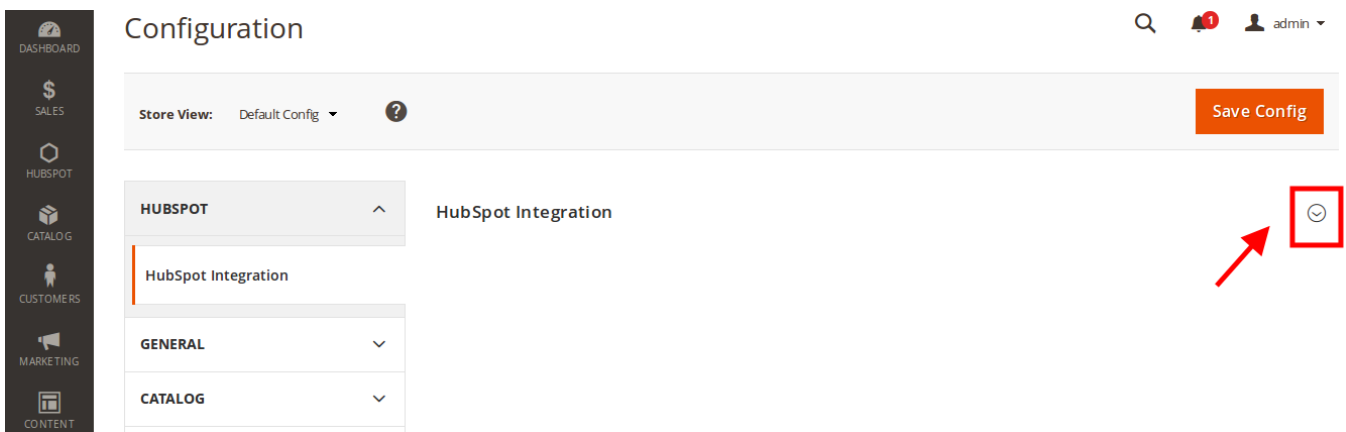 Configuration
1
admin
Store View:
Default Config
?
Save Config
DASHBOARD
SALES
HUBSPOT
CATALOG
CUSTOMERS
MARKETING
CONTENT
HUBSPOT
HubSpot Integration
GENERAL
CATALOG
HubSpot Integration